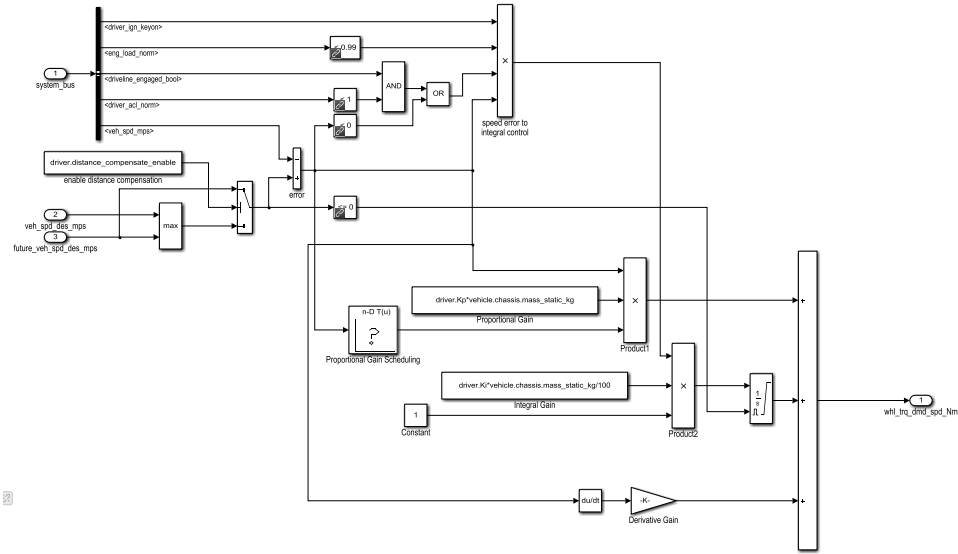 <driver_ign_keyon>
<eng_load_norm>
< 0.99
<driveline_engaged_bool>
1
system_bus
AND
OR
×
<driver_acl_norm>
< 1
<veh_spd_mps>
speed error to
integral control
-
+
error
driver.distance_compensate_enable
enable distance compensation
<= 0
2
veh_spd_des_mps
3
future_veh_spd_des_mps
max
driver.Kp*vehicle.chassis.mass_static_kg
Proportional Gain
×
Product1
+
n-D T(u)
?
Proportional Gain Scheduling
driver.Ki*vehicle.chassis.mass_static_kg/100
Integral Gain
×
Product2
1
s
+
1
whl_trq_dmd_spd_Nm
1
Constant
du/dt
-K-
Derivative Gain
+